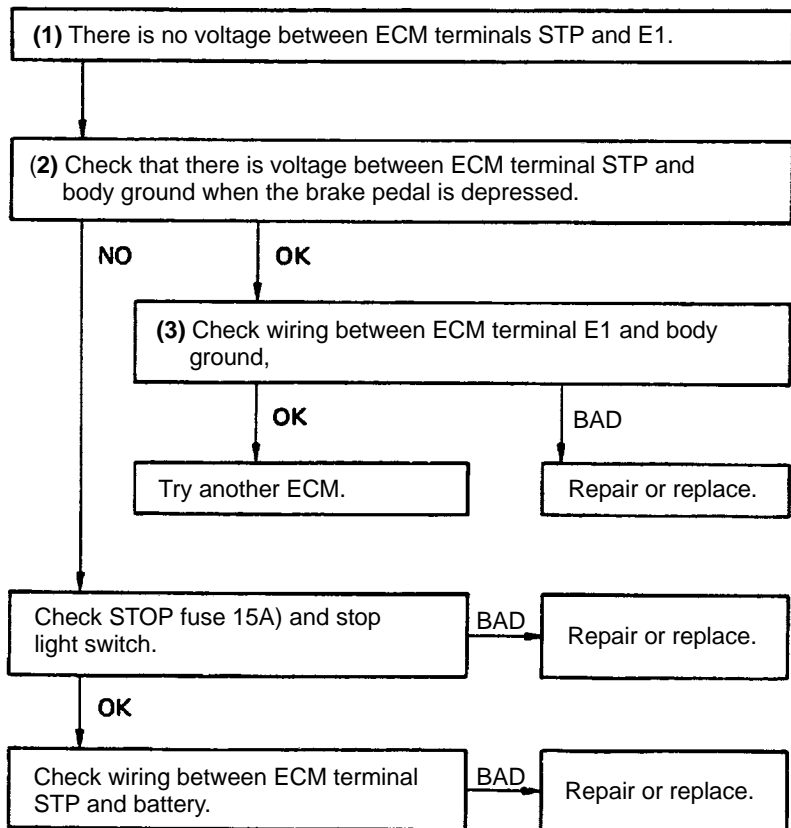 (1) There is no voltage between ECM terminals STP and E1.
(2) Check that there is voltage between ECM terminal STP and
body ground when the brake pedal is depressed.
NO
OK
(3) Check wiring between ECM terminal E1 and body
ground,
OK
BAD
Try another ECM.
Repair or replace.
Check STOP fuse 15A) and stop
light switch.
BAD
Repair or replace.
OK
Check wiring between ECM terminal
STP and battery.
BAD
Repair or replace.